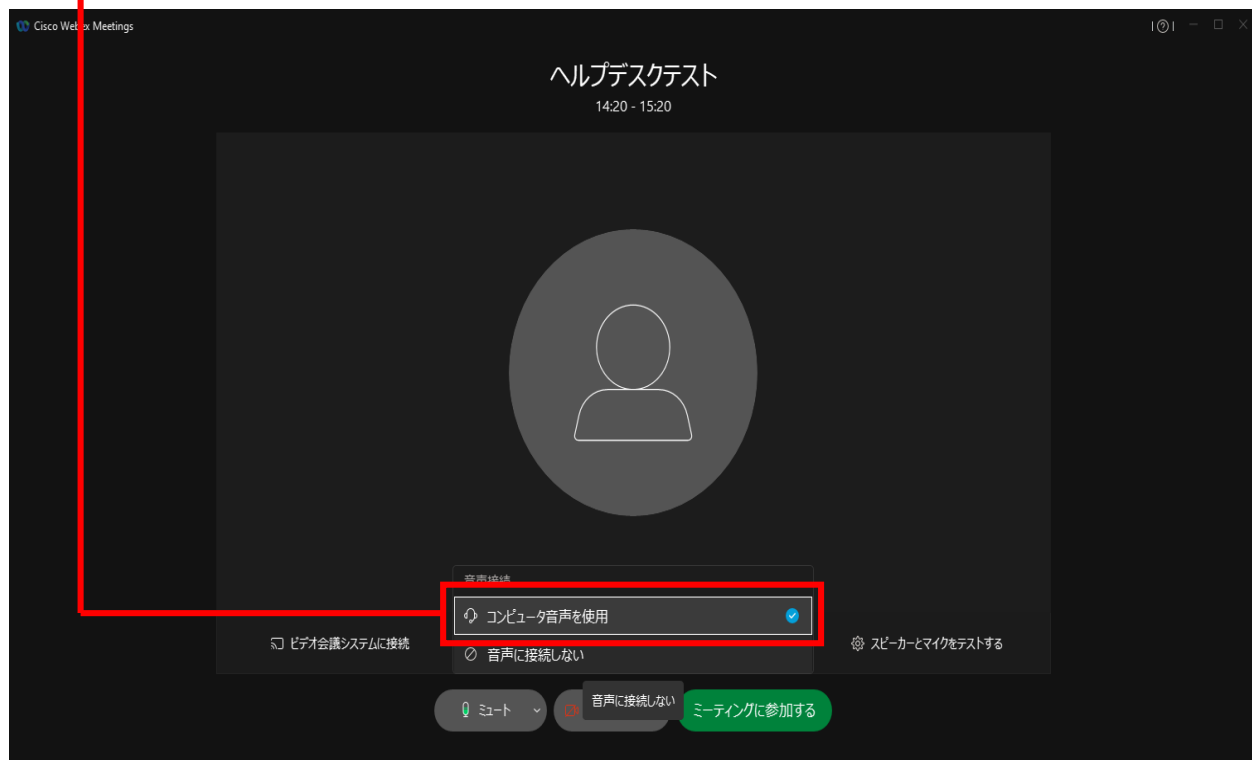 Cisco Webex Meetings
ヘルプデスクテスト
14:20 - 15:20
音声接続
コンピュータ音声を使用
ビデオ会議システムに接続
音声に接続しない
スピーカーとマイクをテストする
ミュート
音声に接続しない
ミーティングに参加する